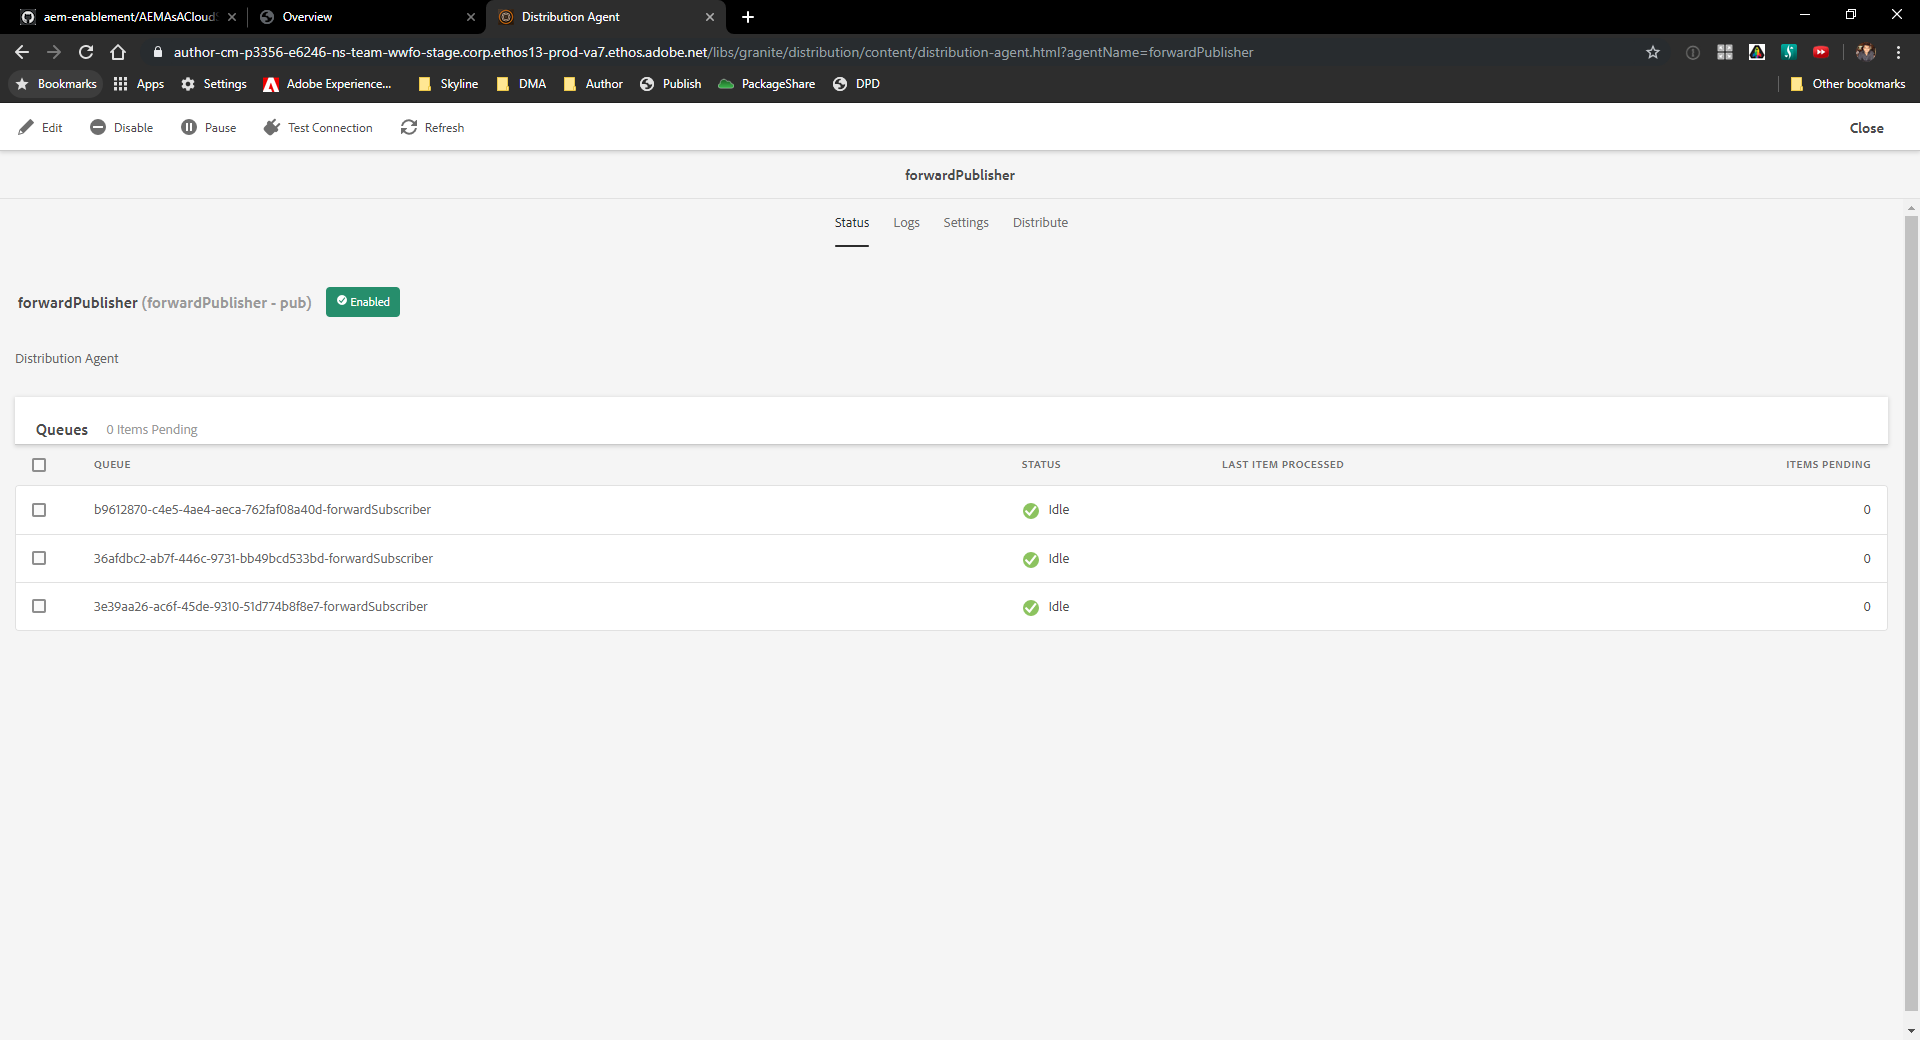 aem-enablement/AEMAsACloudS
Overview
Distribution Agent
author-cm-p3356-e6246-ns-team-wwfo-stage.corp.ethos13-prod-va7.ethos.adobe.net/libs/granite/distribution/content/distribution-agent.html?agentName=forwardPublisher
Bookmarks Apps Settings Adobe Experience... Skyline DMA Author Publish PackageShare DPD Other bookmarks
Edit Disable Pause Test Connection Refresh Close
forwardPublisher
Status Logs Settings Distribute
forwardPublisher (forwardPublisher - pub) Enabled
Distribution Agent
Queues 0 Items Pending
QUEUE STATUS LAST ITEM PROCESSED ITEMS PENDING
b9612870-c4e5-4ae4-aeca-762faf08a40d-forwardSubscriber Idle 0
36afdbc2-ab7f-446c-9731-bb49bcd533bd-forwardSubscriber Idle 0
3e39aa26-ac6f-45de-9310-51d774b8f8e7-forwardSubscriber Idle 0